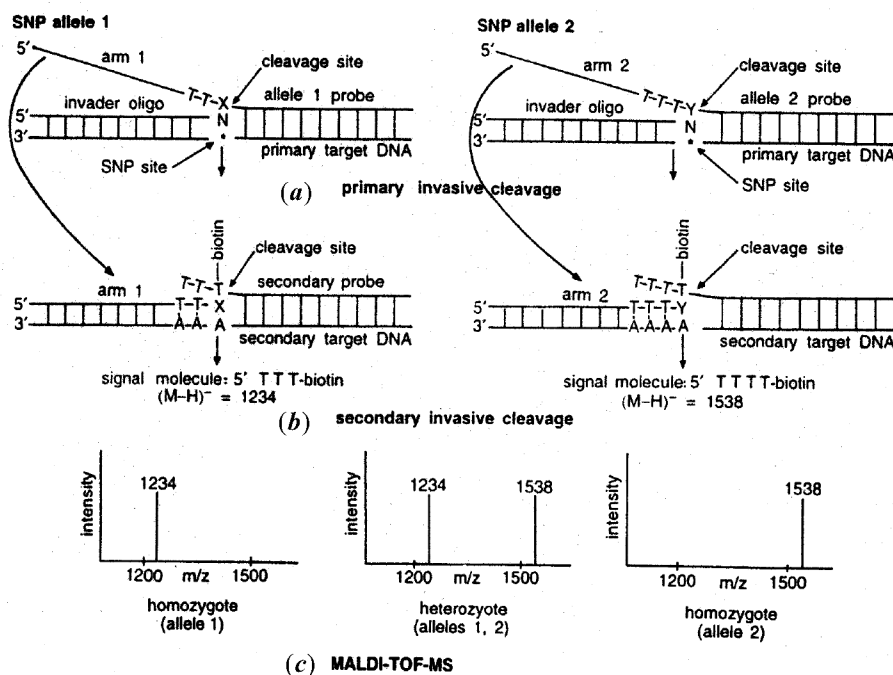 SNP allele 1
5′
arm 1
T-T-X
cleavage site
allele 1 probe
invader oligo
5′
3′
N
*
primary target DNA
SNP site
SNP allele 2
5′
arm 2
T-T-T-Y
cleavage site
allele 2 probe
invader oligo
5′
3′
N
*
primary target DNA
SNP site
(a) primary invasive cleavage
biotin
cleavage site
T-T-T
arm 1
secondary probe
5′
3′
T-T-X
A-A A
secondary target DNA
signal molecule: 5′ T T T-biotin
(M–H)⁻ = 1234
biotin
cleavage site
T-T-T-T
arm 2
secondary probe
5′
3′
T-T-T-Y
A-A-A-A
secondary target DNA
signal molecule: 5′ T T T T-biotin
(M–H)⁻ = 1538
(b) secondary invasive cleavage
intensity
1234
1200 m/z 1500
homozygote
(allele 1)
intensity
1234 1538
1200 m/z 1500
heterozyote
(alleles 1, 2)
intensity
1538
1200 m/z 1500
homozygote
(allele 2)
(c) MALDI-TOF-MS